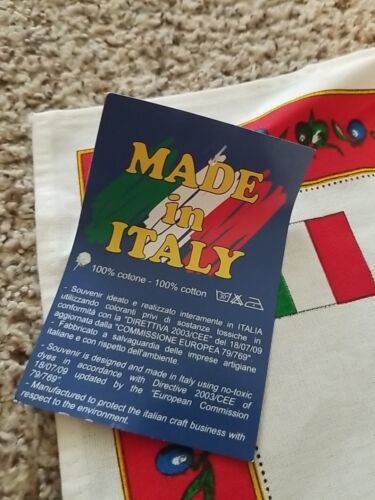 MADE
in
ITALY
100% cotone - 100% cotton
30
- Souvenir ideato e realizzato interamente in ITALIA
utilizzando coloranti privi di sostanze tossiche in
conformità con la "DIRETTIVA 2003/CEE" del 18/07/09
aggionata dalla "COMMISSIONE EUROPEA 79/769"
- Fabbricato a salvaguardia delle imprese artigiane
italiane e con rispetto dell'ambiente.
- Souvenir is designed and made in Italy using no-toxic
dyes in accordance with Directive 2003/CEE of
18/07/09 updated by the "European Commission
79/769".
- Manufactured to protect the italian craft business with
respect to the environment.